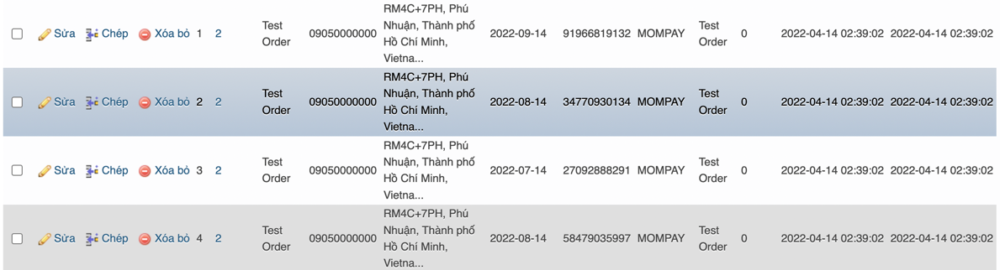 Sửa Chép Xóa bỏ 1 2 Test Order 09050000000 RM4C+7PH, Phú Nhuận, Thành phố Hồ Chí Minh, Vietna... 2022-09-14 91966819132 MOMPAY Test Order 0 2022-04-14 02:39:02 2022-04-14 02:39:02
Sửa Chép Xóa bỏ 2 2 Test Order 09050000000 RM4C+7PH, Phú Nhuận, Thành phố Hồ Chí Minh, Vietna... 2022-08-14 34770930134 MOMPAY Test Order 0 2022-04-14 02:39:02 2022-04-14 02:39:02
Sửa Chép Xóa bỏ 3 2 Test Order 09050000000 RM4C+7PH, Phú Nhuận, Thành phố Hồ Chí Minh, Vietna... 2022-07-14 27092888291 MOMPAY Test Order 0 2022-04-14 02:39:02 2022-04-14 02:39:02
Sửa Chép Xóa bỏ 4 2 Test Order 09050000000 RM4C+7PH, Phú Nhuận, Thành phố Hồ Chí Minh, Vietna... 2022-08-14 58479035997 MOMPAY Test Order 0 2022-04-14 02:39:02 2022-04-14 02:39:02